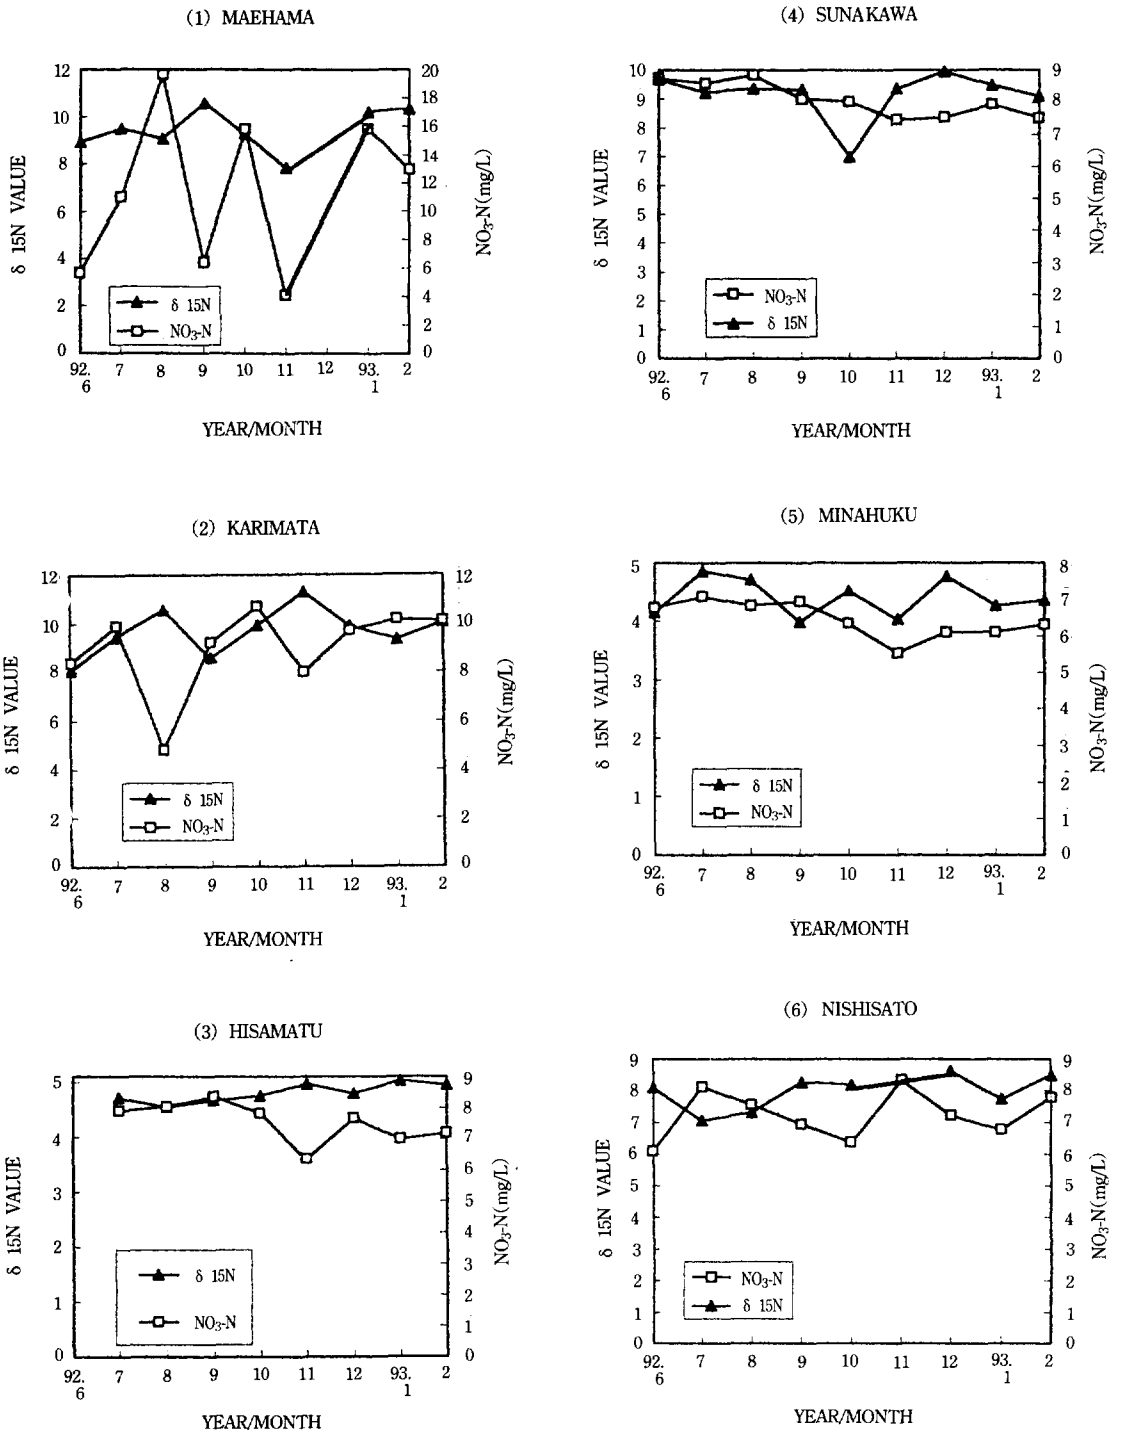 (1) MAEHAMA
12
10
8
6
4
2
0
δ 15N VALUE
20
18
16
14
12
10
8
6
4
2
0
NO₃-N(mg/L)
δ 15N
NO₃-N
92. 7 8 9 10 11 12 93. 2
6 1
YEAR/MONTH
(2) KARIMATA
12
10
8
6
4
2
0
δ 15N VALUE
12
10
8
6
4
2
0
NO₃-N(mg/L)
δ 15N
NO₃-N
92. 7 8 9 10 11 12 93. 2
6 1
YEAR/MONTH
(3) HISAMATU
5
4
3
2
1
0
δ 15N VALUE
9
8
7
6
5
4
3
2
1
0
NO₃-N(mg/L)
δ 15N
NO₃-N
92. 7 8 9 10 11 12 93. 2
6 1
YEAR/MONTH
(4) SUNAKAWA
10
9
8
7
6
5
4
3
2
1
0
δ 15N VALUE
9
8
7
6
5
4
3
2
1
0
NO₃-N(mg/L)
NO₃-N
δ 15N
92. 7 8 9 10 11 12 93. 2
6 1
YEAR/MONTH
(5) MINAHUKU
5
4
3
2
1
0
δ 15N VALUE
8
7
6
5
4
3
2
1
0
NO₃-N(mg/L)
δ 15N
NO₃-N
92. 7 8 9 10 11 12 93. 2
6 1
YEAR/MONTH
(6) NISHISATO
9
8
7
6
5
4
3
2
1
0
δ 15N VALUE
9
8
7
6
5
4
3
2
1
0
NO₃-N(mg/L)
NO₃-N
δ 15N
92. 7 8 9 10 11 12 93. 2
6 1
YEAR/MONTH